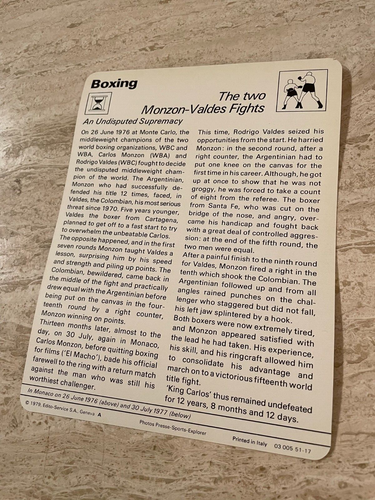 Boxing
The two
Monzon-Valdes Fights
An Undisputed Supremacy
On 26 June 1976 at Monte Carlo, the
middleweight champions of the two
world boxing organizations, WBC and
WBA, Carlos Monzon (WBA) and
Rodrigo Valdes (WBC) fought to decide
the undisputed middleweight cham-
pion of the world. The Argentinian,
Monzon who had successfully de-
fended his title 12 times, faced, in
Valdes, the Colombian, his most serious
threat since 1970. Five years younger,
Valdes the boxer from Cartagena,
planned to get off to a fast start to try
to overwhelm the unbeatable Carlos.
The opposite happened, and in the first
seven rounds Monzon taught Valdes a
lesson, surprising him by his speed
and strength and piling up points. The
Colombian, bewildered, came back in
the middle of the fight and practically
drew equal with the Argentinian before
being put on the canvas in the four-
teenth round by a right counter,
Monzon winning on points.
Thirteen months later, almost to the
day, on 30 July, again in Monaco,
Carlos Monzon, before quitting boxing
for films ('El Macho'), bade his official
farewell to the ring with a return match
against the man who was still his
worthiest challenger.
This time, Rodrigo Valdes seized his
opportunities from the start. He harried
Monzon: in the second round, after a
right counter, the Argentinian had to
put one knee on the canvas for the
first time in his career. Although, he got
up at once to show that he was not
groggy, he was forced to take a count
of eight from the referee. The boxer
from Santa Fe, who was cut on the
bridge of the nose, and angry, over-
came his handicap and fought back
with a great deal of controlled aggres-
sion: at the end of the fifth round, the
two men were equal.
After a painful finish to the ninth round
for Valdes, Monzon fired a right in the
tenth which shook the Colombian. The
Argentinian followed up and from all
angles rained punches on the chal-
lenger who staggered but did not fall,
his left jaw splintered by a hook.
Both boxers were now extremely tired,
and Monzon appeared satisfied with
the lead he had taken. His experience,
his skill, and his ringcraft allowed him
to consolidate his advantage and
march on to a victorious fifteenth world
title fight.
'King Carlos' thus remained undefeated
for 12 years, 8 months and 12 days.
In Monaco on 26 June 1976 (above) and 30 July 1977 (below)
© 1978, Edito-Service S.A., Geneva A
Photos Presse-Sports-Explorer
Printed in Italy 03 005 51-17